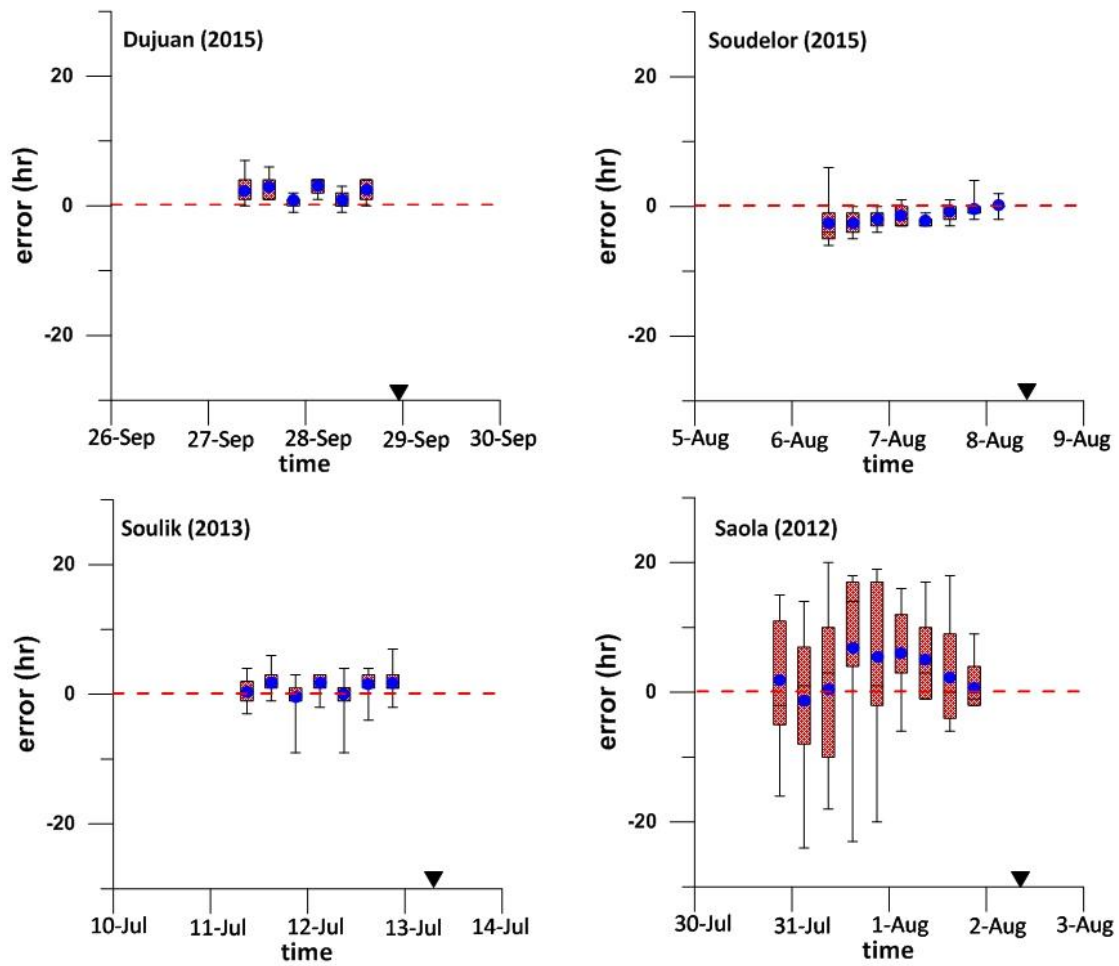 Dujuan (2015)
20
0
-20
error (hr)
26-Sep 27-Sep 28-Sep 29-Sep 30-Sep
time
Soudelor (2015)
20
0
-20
error (hr)
5-Aug 6-Aug 7-Aug 8-Aug 9-Aug
time
Soulik (2013)
20
0
-20
error (hr)
10-Jul 11-Jul 12-Jul 13-Jul 14-Jul
time
Saola (2012)
20
0
-20
error (hr)
30-Jul 31-Jul 1-Aug 2-Aug 3-Aug
time